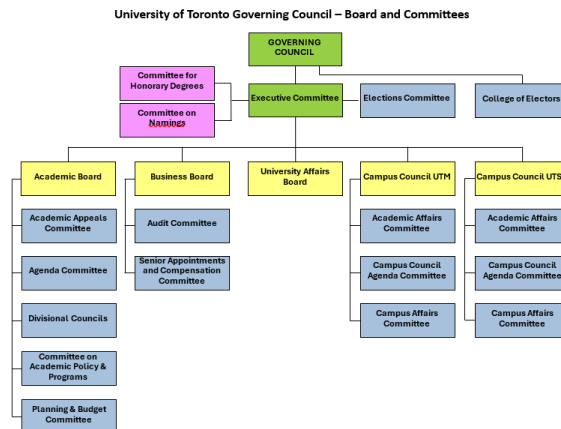 University of Toronto Governing Council – Board and Committees
GOVERNING
COUNCIL
Committee for
Honorary Degrees
Executive Committee
Elections Committee
College of Electors
Committee on
Namings
Academic Board
Business Board
University Affairs
Board
Campus Council UTM
Campus Council UTS
Academic Appeals
Committee
Audit Committee
Academic Affairs
Committee
Academic Affairs
Committee
Agenda Committee
Senior Appointments
and Compensation
Committee
Campus Council
Agenda Committee
Campus Council
Agenda Committee
Divisional Councils
Campus Affairs
Committee
Campus Affairs
Committee
Committee on
Academic Policy &
Programs
Planning & Budget
Committee